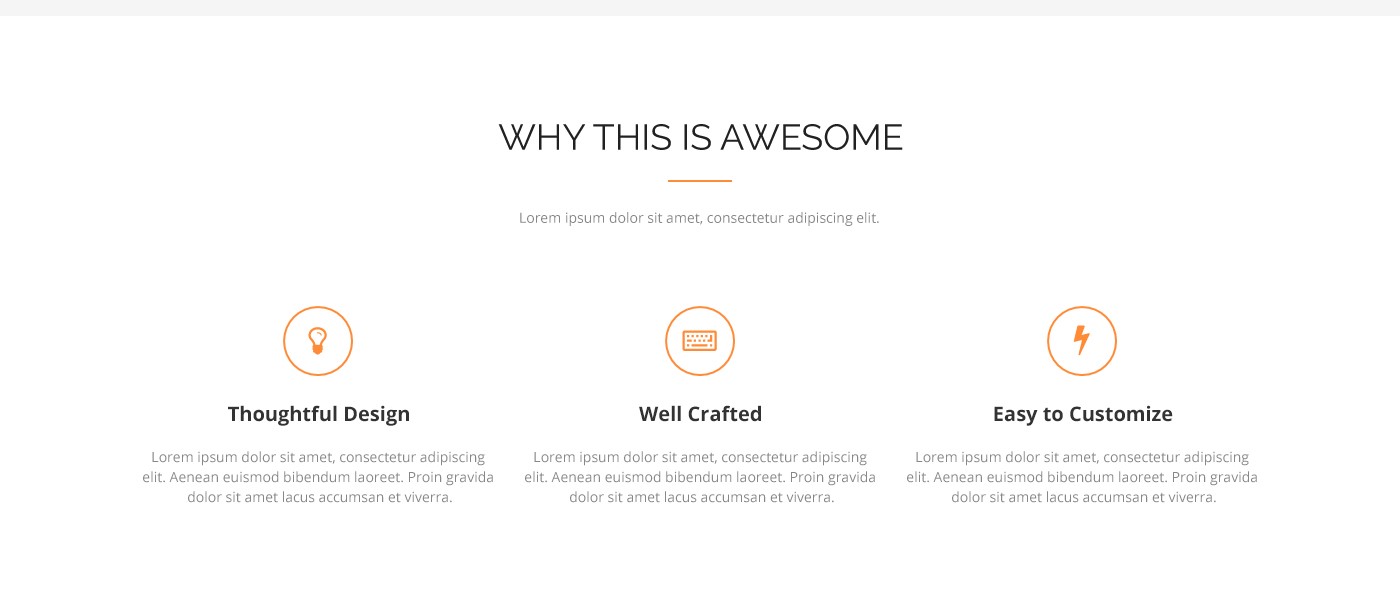 WHY THIS IS AWESOME
Lorem ipsum dolor sit amet, consectetur adipiscing elit.
Thoughtful Design
Lorem ipsum dolor sit amet, consectetur adipiscing
elit. Aenean euismod bibendum laoreet. Proin gravida
dolor sit amet lacus accumsan et viverra.
Well Crafted
Lorem ipsum dolor sit amet, consectetur adipiscing
elit. Aenean euismod bibendum laoreet. Proin gravida
dolor sit amet lacus accumsan et viverra.
Easy to Customize
Lorem ipsum dolor sit amet, consectetur adipiscing
elit. Aenean euismod bibendum laoreet. Proin gravida
dolor sit amet lacus accumsan et viverra.